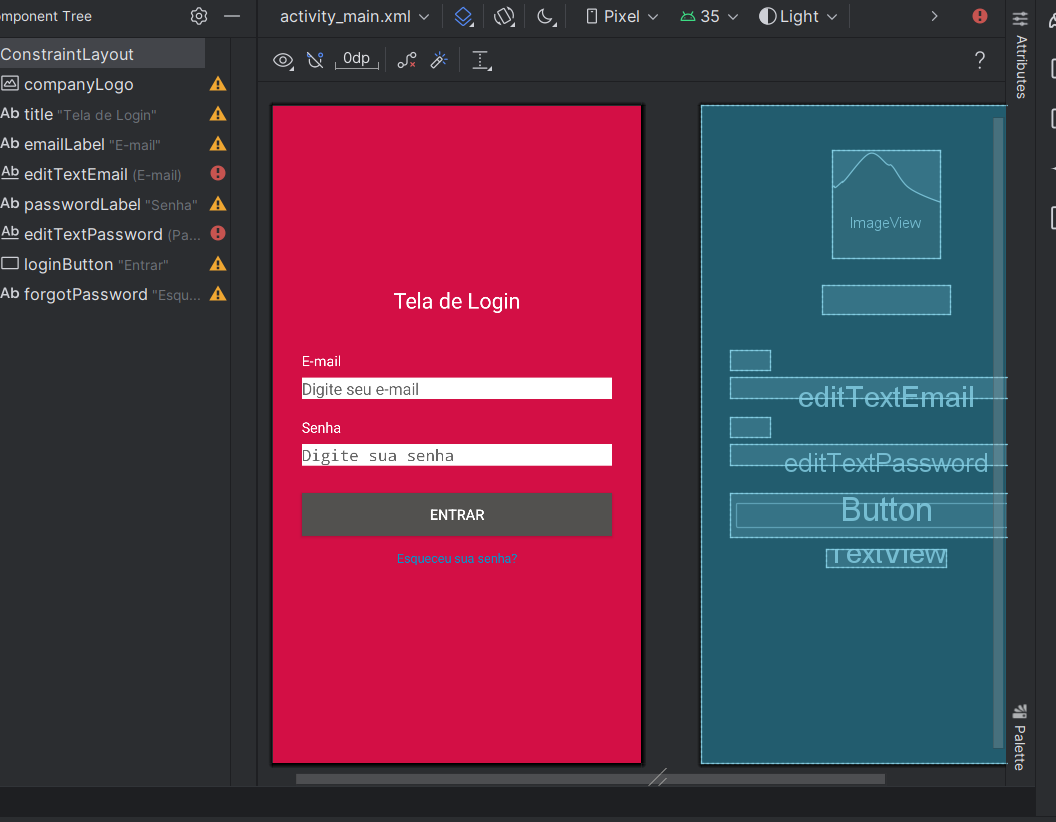 omponent Tree
activity_main.xml
Pixel
35
Light
ConstraintLayout
companyLogo
Ab title "Tela de Login"
Ab emailLabel "E-mail"
Ab editTextEmail (E-mail)
Ab passwordLabel "Senha"
Ab editTextPassword (Pa...
loginButton "Entrar"
Ab forgotPassword "Esqu...
0dp
?
Attributes
Tela de Login
E-mail
Digite seu e-mail
Senha
Digite sua senha
ENTRAR
Esqueceu sua senha?
ImageView
editTextEmail
editTextPassword
Button
TextView
Palette